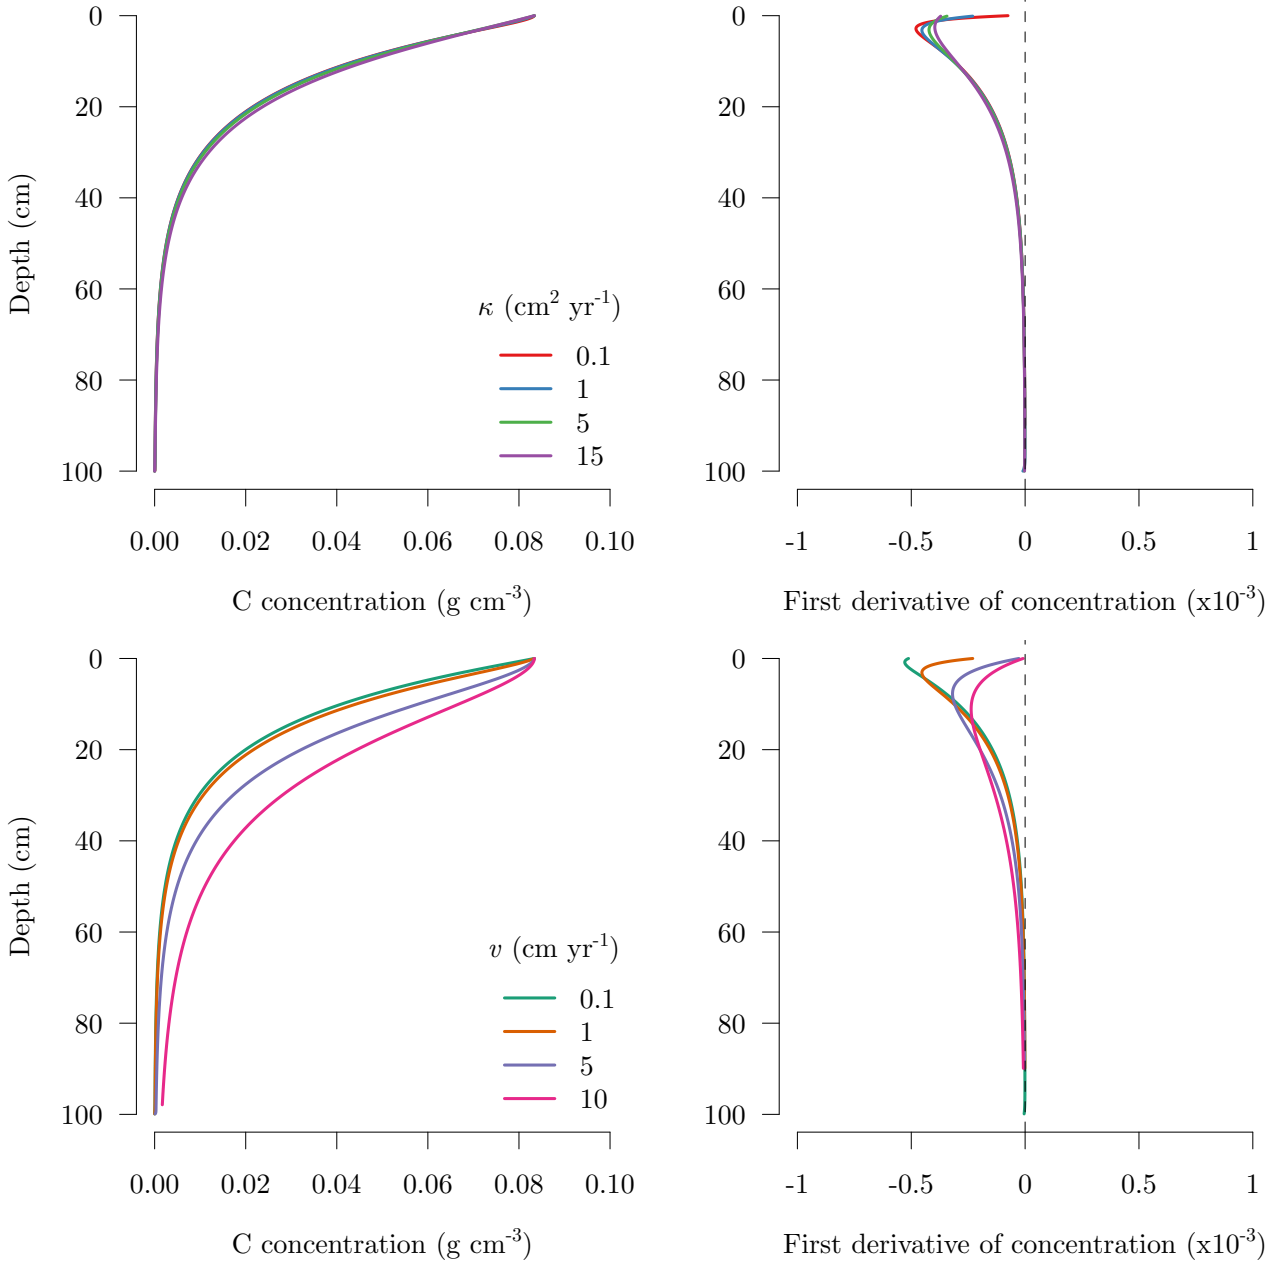 0
20
40
60
80
100
Depth (cm)
κ (cm² yr⁻¹)
0.1
1
5
15
0.00 0.02 0.04 0.06 0.08 0.10
C concentration (g cm⁻³)
0
20
40
60
80
100
-1 -0.5 0 0.5 1
First derivative of concentration (x10⁻³)
0
20
40
60
80
100
Depth (cm)
v (cm yr⁻¹)
0.1
1
5
10
0.00 0.02 0.04 0.06 0.08 0.10
C concentration (g cm⁻³)
0
20
40
60
80
100
-1 -0.5 0 0.5 1
First derivative of concentration (x10⁻³)